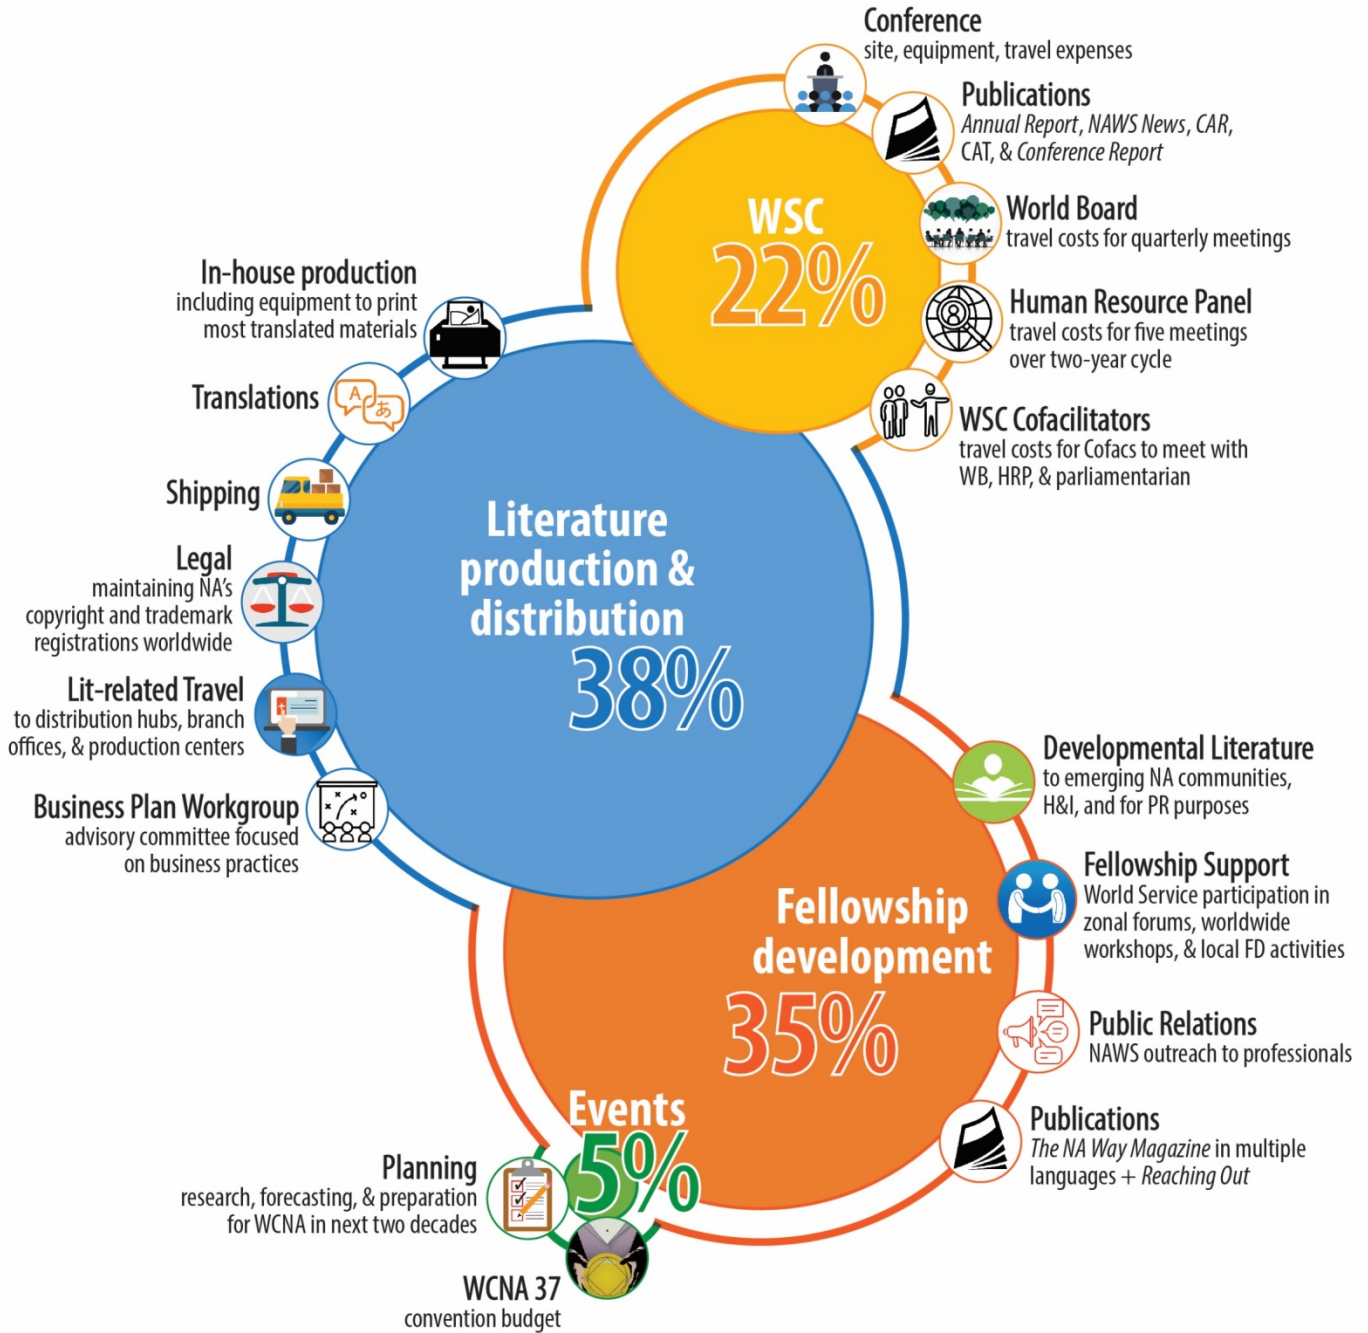 Conference
site, equipment, travel expenses
Publications
Annual Report, NAWS News, CAR,
CAT, & Conference Report
World Board
travel costs for quarterly meetings
Human Resource Panel
travel costs for five meetings
over two-year cycle
WSC Cofacilitators
travel costs for Cofacs to meet with
WB, HRP, & parliamentarian
WSC
22%
In-house production
including equipment to print
most translated materials
Translations
A
あ
Shipping
Legal
maintaining NA's
copyright and trademark
registrations worldwide
Lit-related Travel
to distribution hubs, branch
offices, & production centers
Business Plan Workgroup
advisory committee focused
on business practices
Literature
production &
distribution
38%
Developmental Literature
to emerging NA communities,
H&I, and for PR purposes
Fellowship Support
World Service participation in
zonal forums, worldwide
workshops, & local FD activities
Public Relations
NAWS outreach to professionals
Publications
The NA Way Magazine in multiple
languages + Reaching Out
Fellowship
development
35%
Events
5%
Planning
research, forecasting, & preparation
for WCNA in next two decades
WCNA 37
convention budget